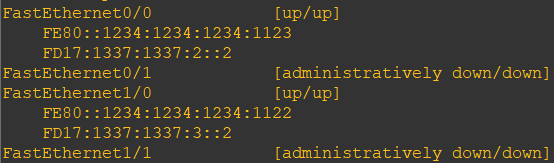 FastEthernet0/0 [up/up]
FE80::1234:1234:1234:1123
FD17:1337:1337:2::2
FastEthernet0/1 [administratively down/down]
FastEthernet1/0 [up/up]
FE80::1234:1234:1234:1122
FD17:1337:1337:3::2
FastEthernet1/1 [administratively down/down]